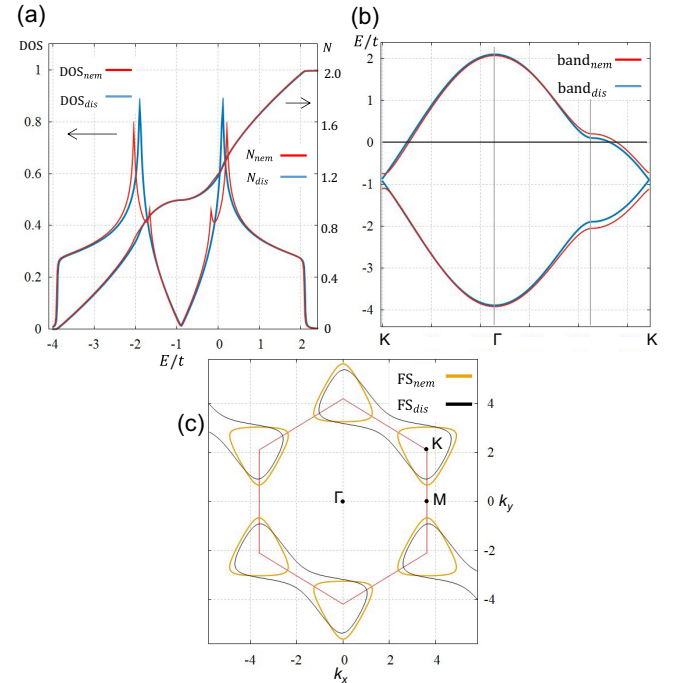 (a)
DOS
N
1
0.8
0.6
0.4
0.2
0
2.0
1.6
1.2
0.8
0.4
0
DOS_nem
DOS_dis
N_nem
N_dis
-4 -3 -2 -1 0 1 2
E/t
(b)
E/t
2
1
0
-1
-2
-3
-4
band_nem
band_dis
K Γ K
(c)
FS_nem
FS_dis
K
Γ M
4
2
0 k_y
-2
-4
-4 -2 0 2 4
k_x